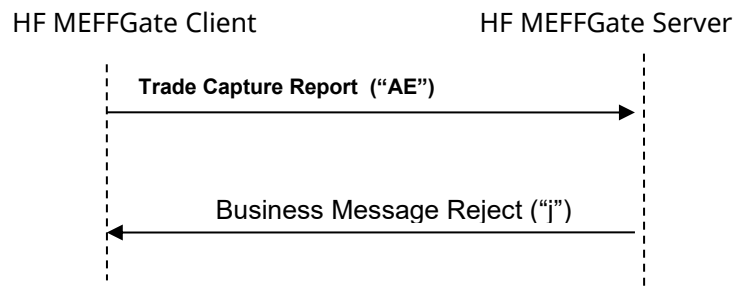 HF MEFFGate Client
HF MEFFGate Server
Trade Capture Report (“AE”)
Business Message Reject (“j”)